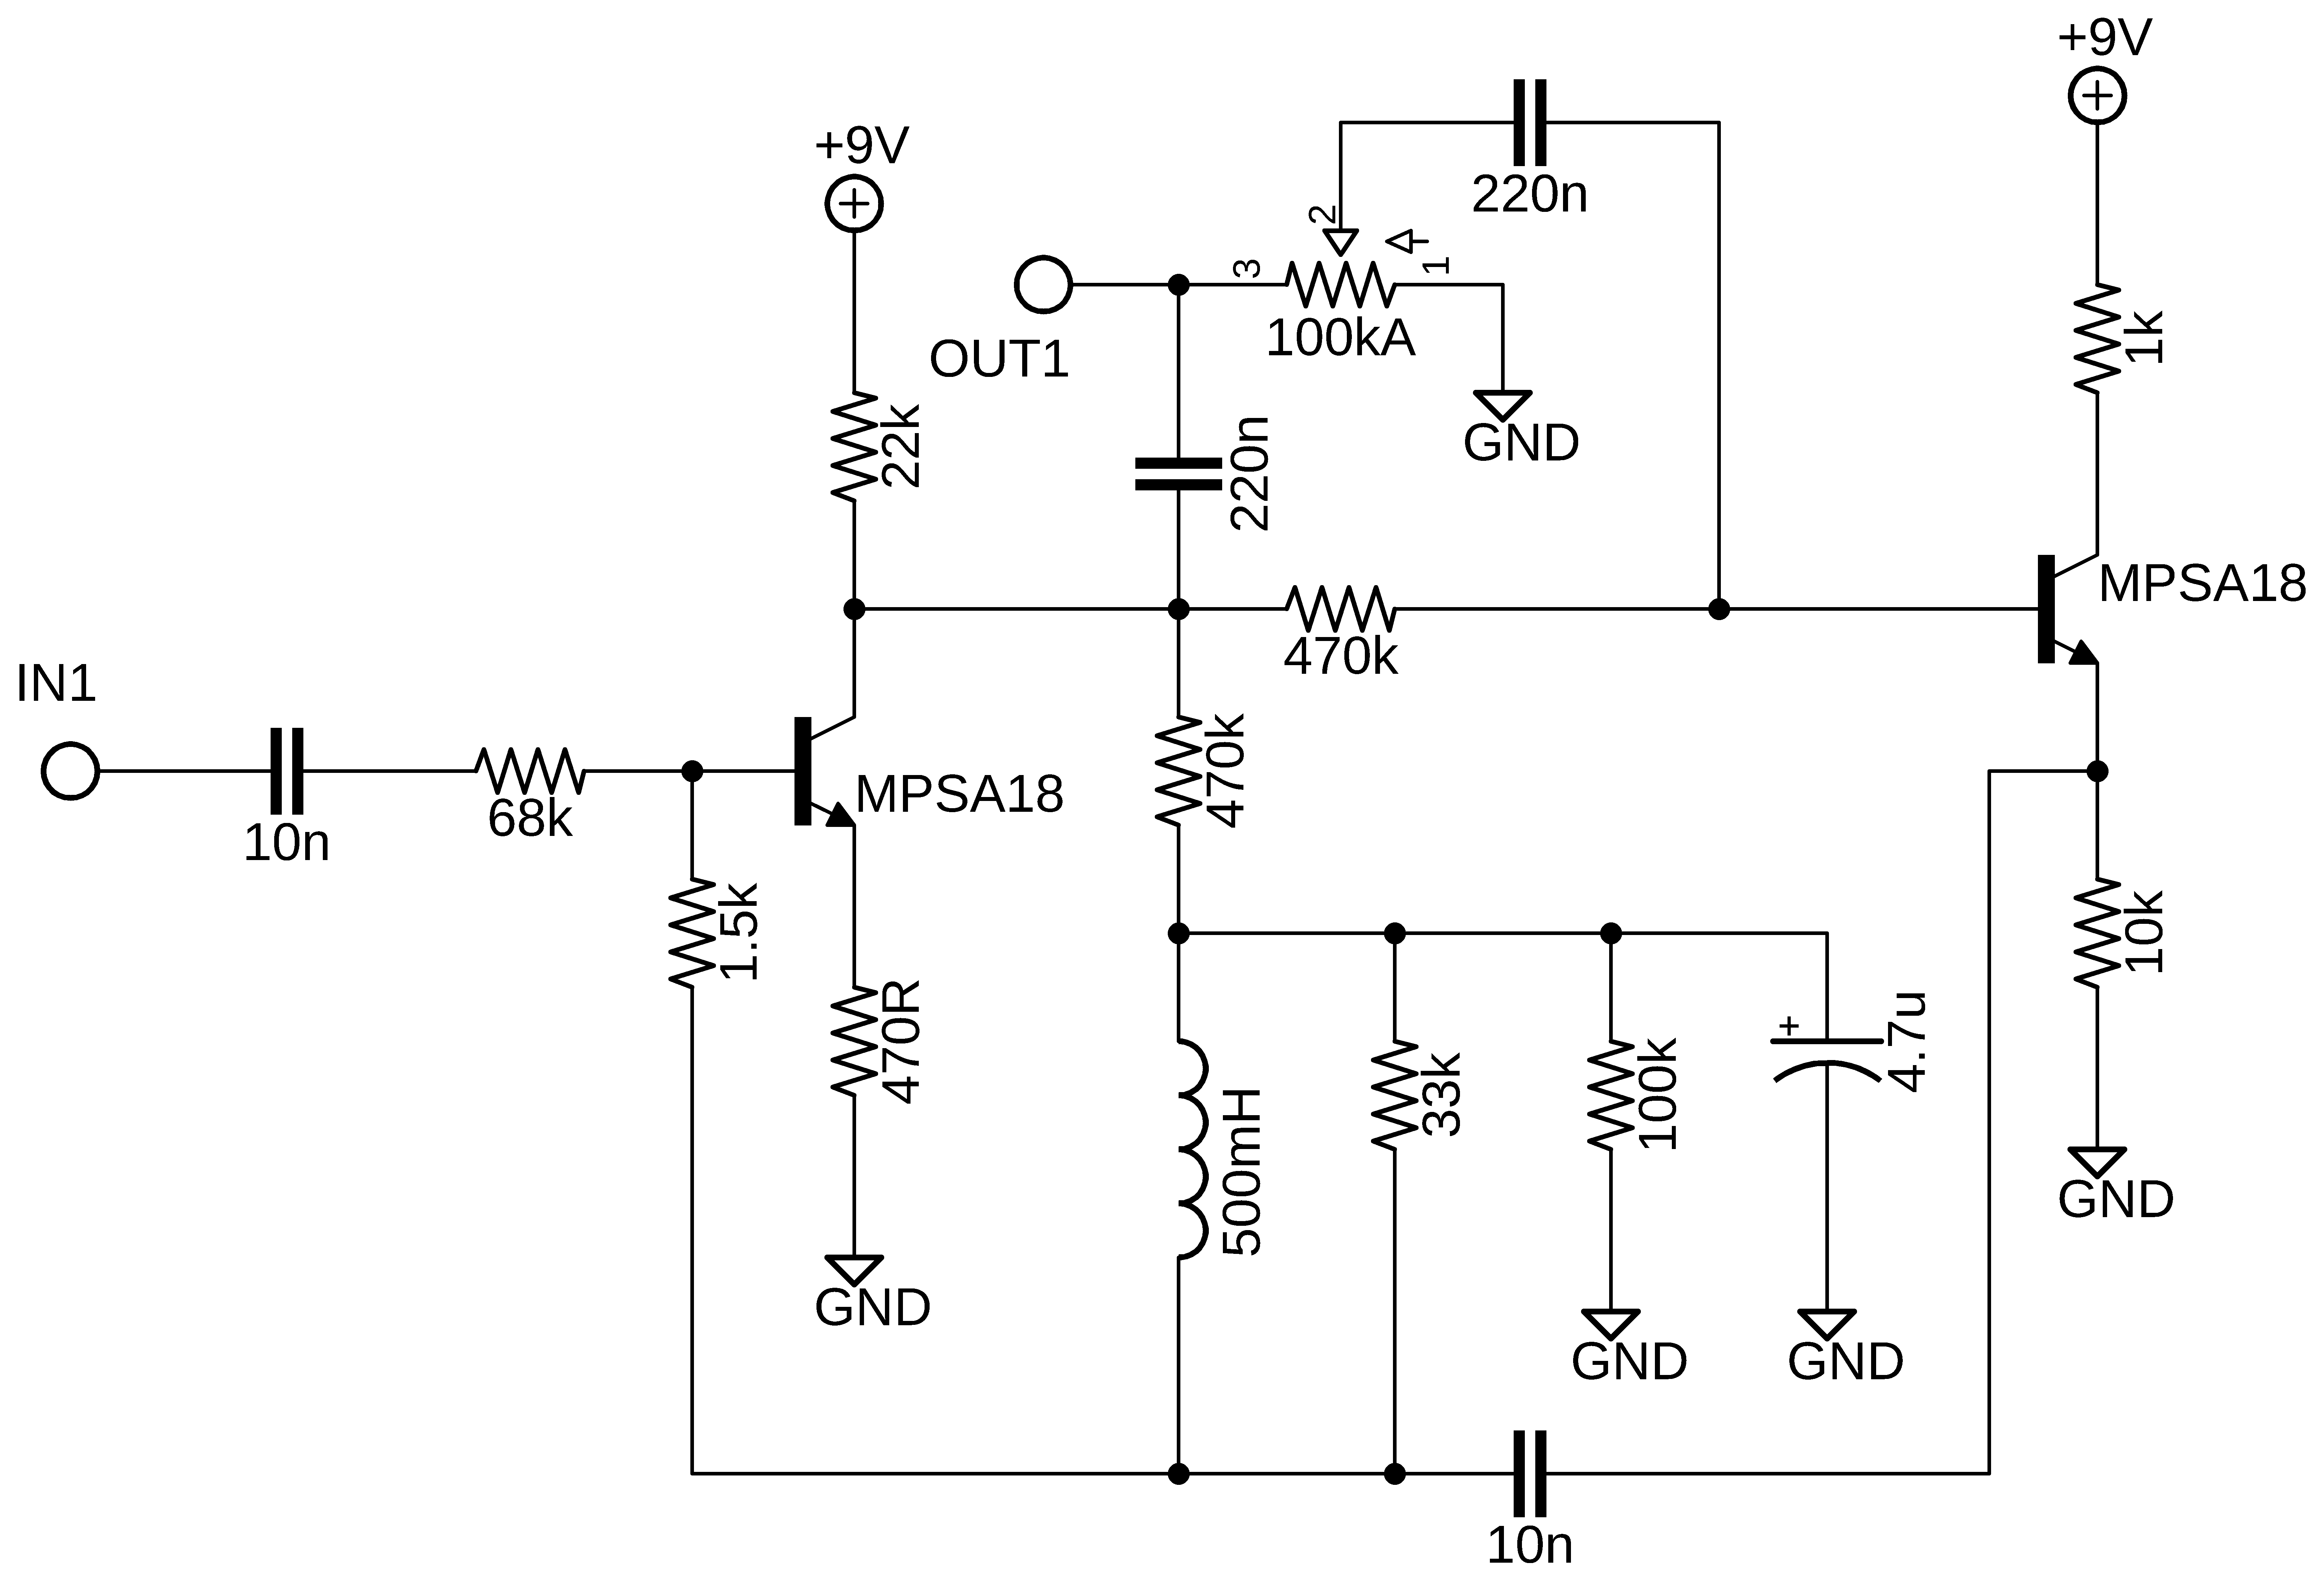 +9V
+9V
220n
2
3
1
100kA
OUT1
1k
22k
220n
GND
MPSA18
470k
IN1
10n
68k
MPSA18
470k
1.5k
470R
10k
+
4.7u
33k
100k
500mH
GND
GND
GND
GND
10n